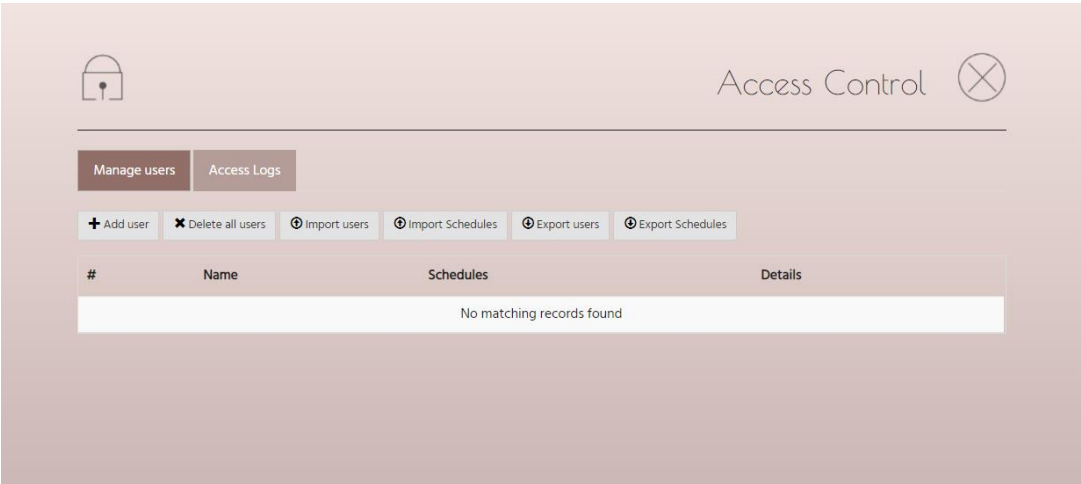 Access Control
Manage users Access Logs
Add user Delete all users Import users Import Schedules Export users Export Schedules
# Name Schedules Details
No matching records found